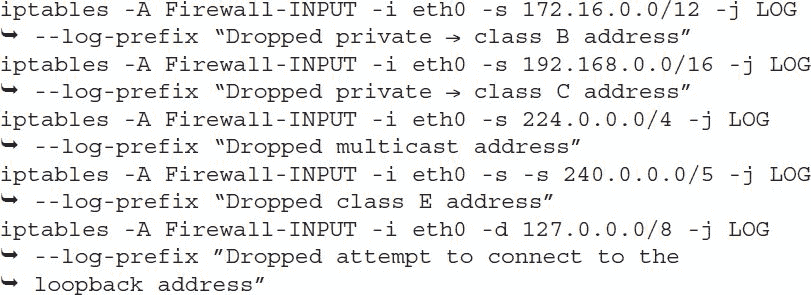 iptables -A Firewall-INPUT -i eth0 -s 172.16.0.0/12 -j LOG
➥ --log-prefix “Dropped private → class B address”
iptables -A Firewall-INPUT -i eth0 -s 192.168.0.0/16 -j LOG
➥ --log-prefix “Dropped private → class C address”
iptables -A Firewall-INPUT -i eth0 -s 224.0.0.0/4 -j LOG
➥ --log-prefix “Dropped multicast address”
iptables -A Firewall-INPUT -i eth0 -s -s 240.0.0.0/5 -j LOG
➥ --log-prefix “Dropped class E address”
iptables -A Firewall-INPUT -i eth0 -d 127.0.0.0/8 -j LOG
➥ --log-prefix ”Dropped attempt to connect to the
➥ loopback address”